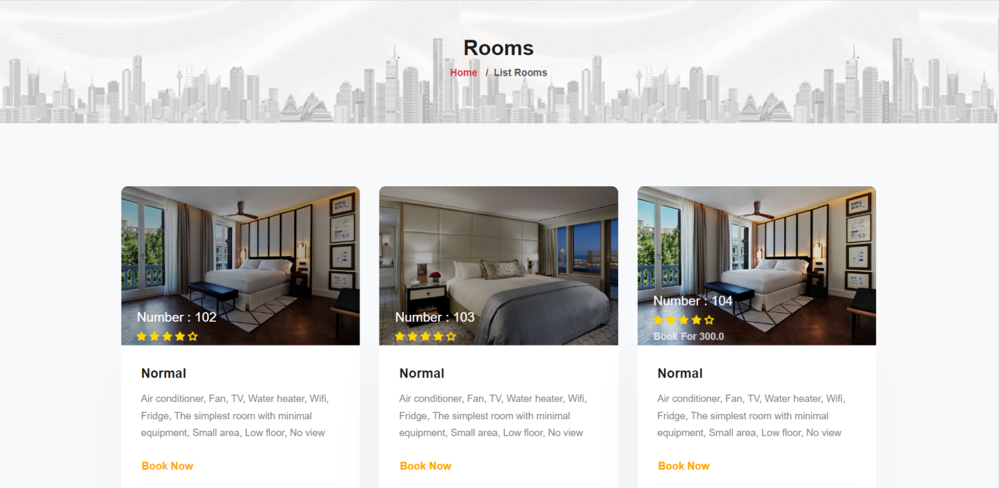 Rooms
Home / List Rooms
Number : 102
Number : 103
Number : 104
Book For 300.0
Normal
Air conditioner, Fan, TV, Water heater, Wifi,
Fridge, The simplest room with minimal
equipment, Small area, Low floor, No view
Book Now
Normal
Air conditioner, Fan, TV, Water heater, Wifi,
Fridge, The simplest room with minimal
equipment, Small area, Low floor, No view
Book Now
Normal
Air conditioner, Fan, TV, Water heater, Wifi,
Fridge, The simplest room with minimal
equipment, Small area, Low floor, No view
Book Now